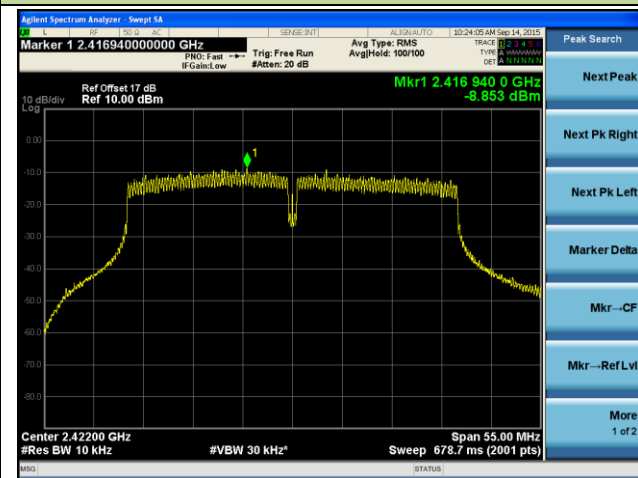 Agilent Spectrum Analyzer - Swept SA
LXI L RF 50 Ω AC SENSE:INT ALIGN AUTO 10:24:05 AM Sep 14, 2015
Marker 1 2.416940000000 GHz
PNO: Fast
IFGain:Low
Trig: Free Run
#Atten: 20 dB
Avg Type: RMS
Avg|Hold: 100/100
TRACE 1 2 3 4 5 6
TYPE A WWWWW
DET A N N N N N
Peak Search
Mkr1 2.416 940 0 GHz
-8.853 dBm
Ref Offset 17 dB
Ref 10.00 dBm
10 dB/div
Log
0.00
-10.0
-20.0
-30.0
-40.0
-50.0
-60.0
-70.0
-80.0
1
Center 2.42200 GHz
#Res BW 10 kHz
#VBW 30 kHz*
Span 55.00 MHz
Sweep 678.7 ms (2001 pts)
MSG
STATUS
Next Peak
Next Pk Right
Next Pk Left
Marker Delta
Mkr→CF
Mkr→Ref Lvl
More
1 of 2